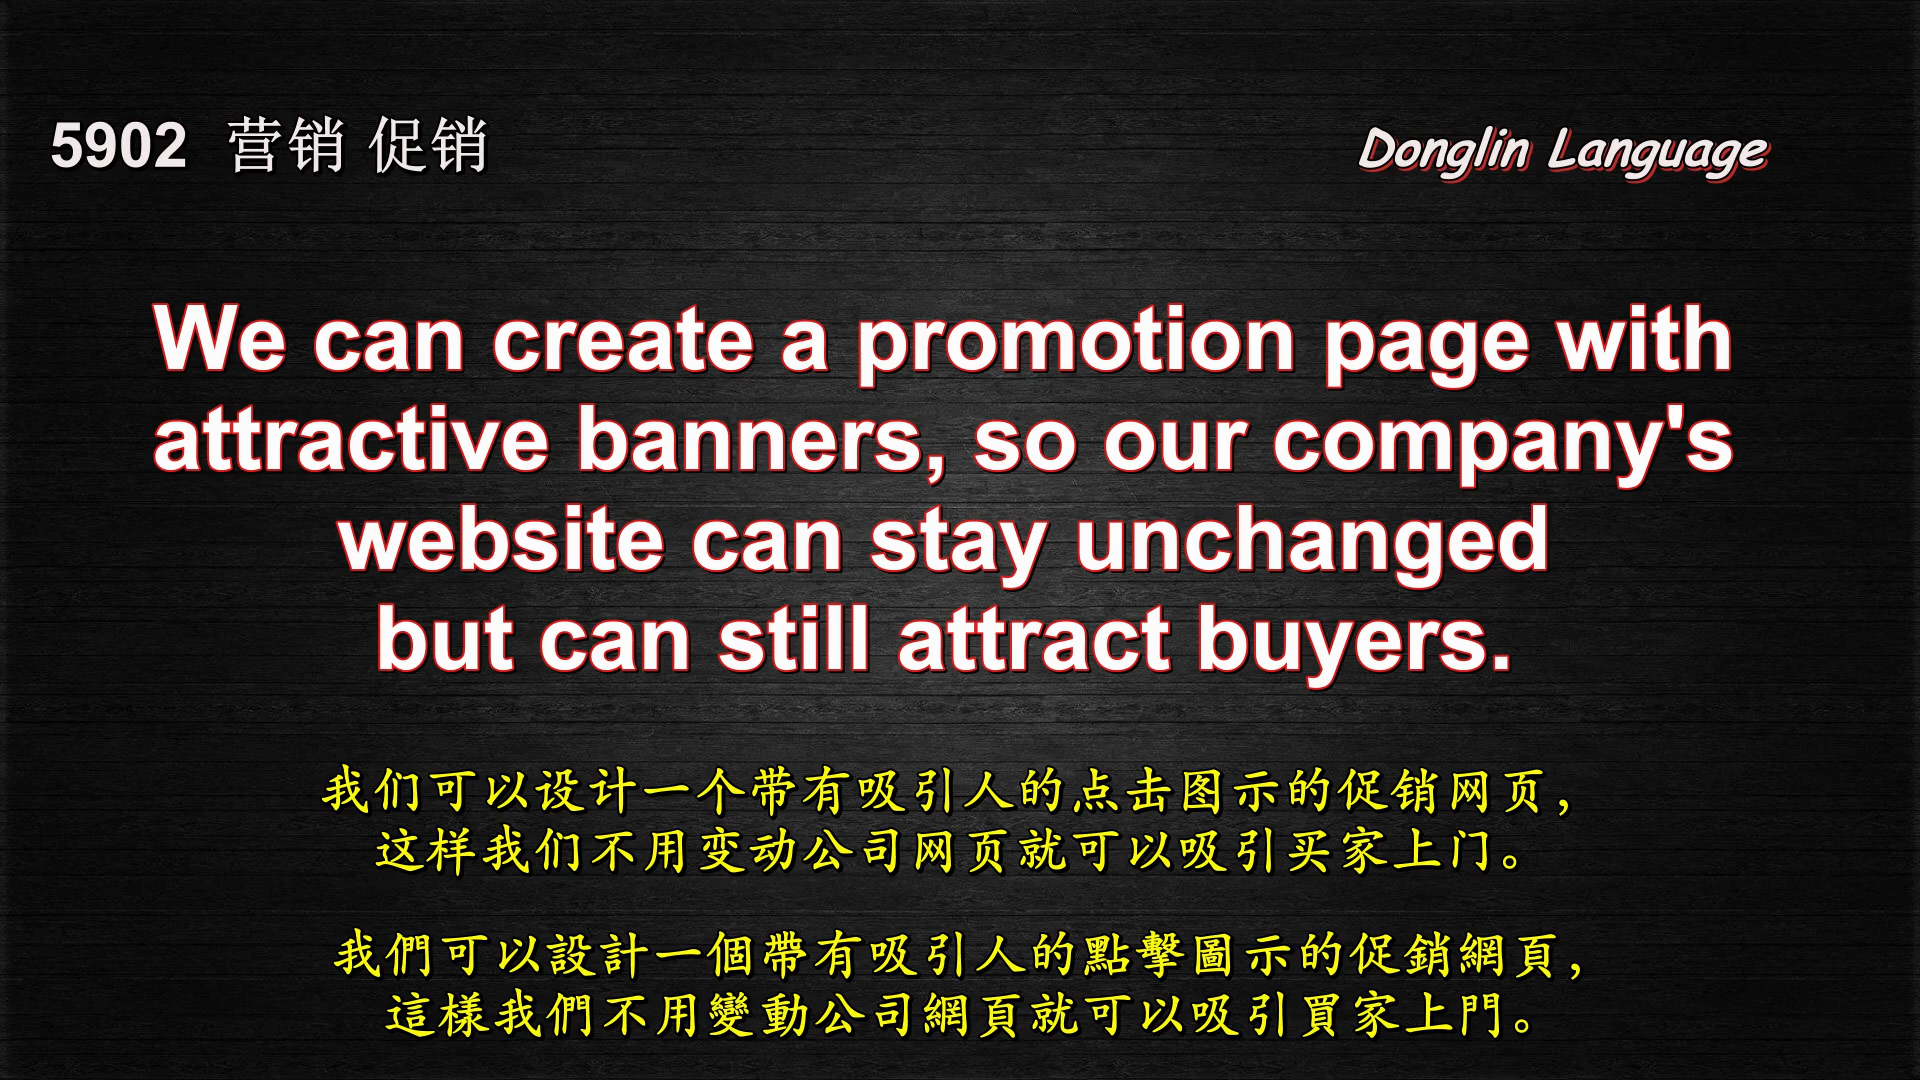 5902 营销 促销
Donglin Language
We can create a promotion page with
attractive banners, so our company's
website can stay unchanged
but can still attract buyers.
我们可以设计一个带有吸引人的点击图示的促销网页，
这样我们不用变动公司网页就可以吸引买家上门。
我們可以設計一個帶有吸引人的點擊圖示的促銷網頁，
這樣我們不用變動公司網頁就可以吸引買家上門。